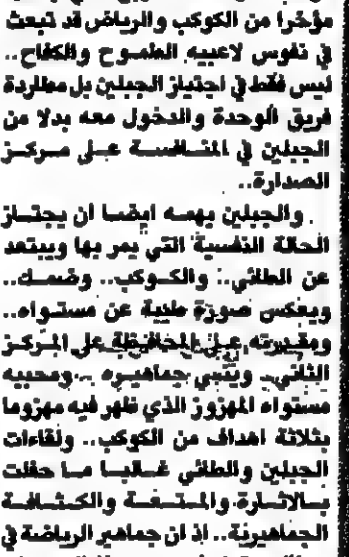 مؤخرا من الكوكب والرياض قد تبعث
في نفوس لاعبيه الطموح والكفاح..
ليس فقط في اجتياز الجبلين بل مطاردة
فريق الوحدة والدخول معه بدلا من
الجبلين في المنافسة على مركز
الصدارة..
. والجبلين يهمه ايضا ان يجتاز
الحالة النفسية التي يمر بها ويبتعد
عن الطائي.. والكوكب.. وضمك..
ويعكس صورة طيبة عن مستواه..
ومقدرته على المحافظة على المركز
الثاني.. وينسي جماهيره .. ومحبيه
مستواه المهزوز الذي ظهر فيه مهزوما
بثلاثة اهداف من الكوكب.. ولقاءات
الجبلين والطائي غالبا ما حفلت
بالاثارة والمتعة والكثافة
الجماهيرية.. إذ ان جماهير الرياضة في